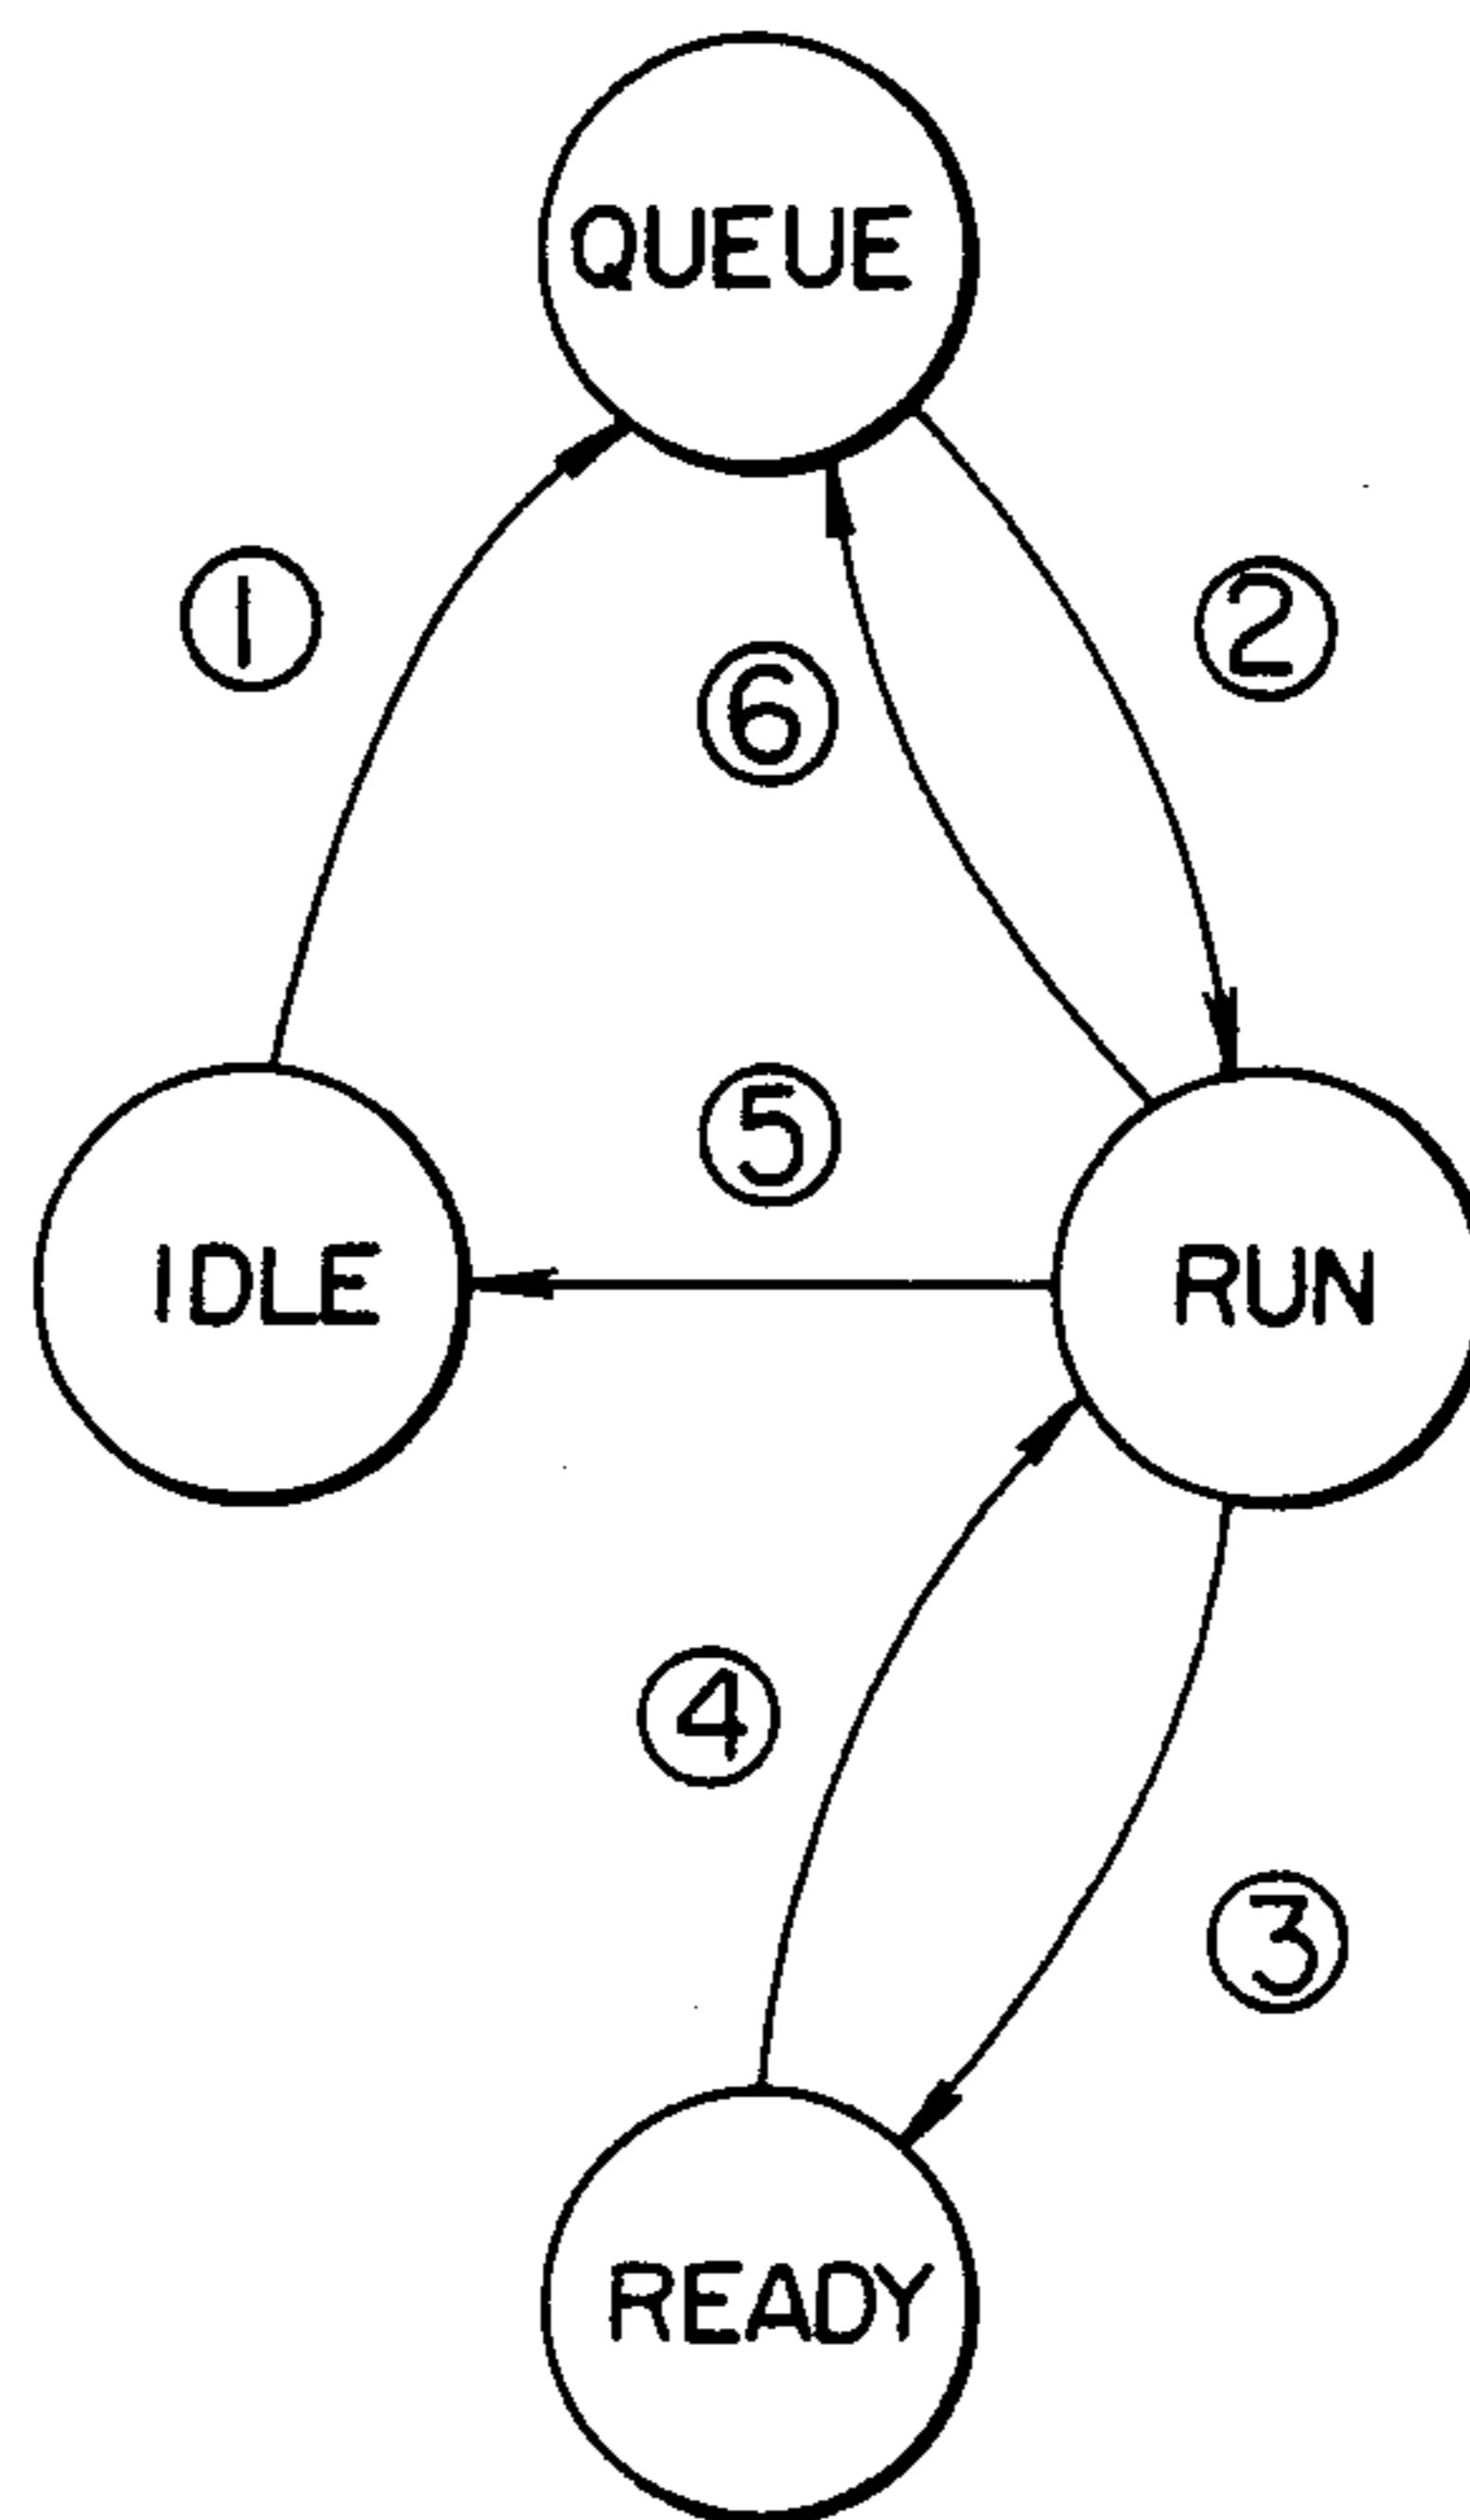 QUEUE
①
②
⑥
⑤
IDLE
RUN
④
③
READY